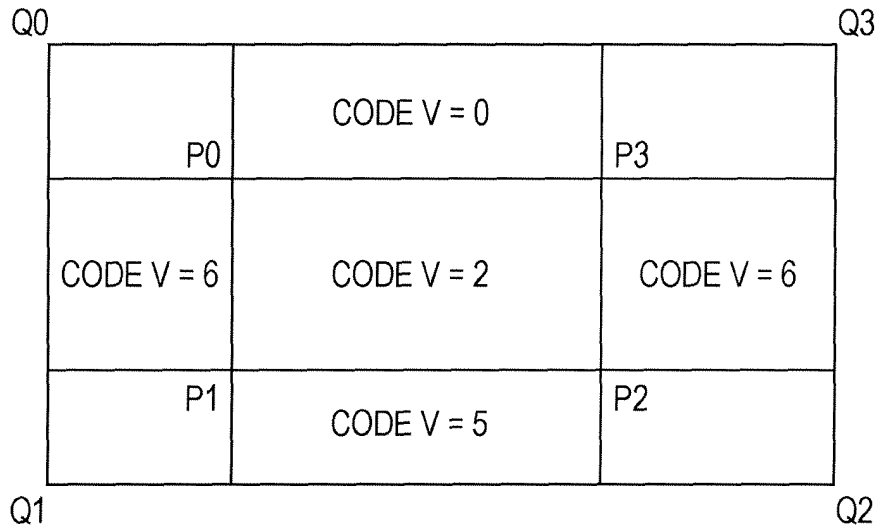 Q0 Q3
CODE V = 0
P0 P3
CODE V = 6 CODE V = 2 CODE V = 6
P1 P2
CODE V = 5
Q1 Q2